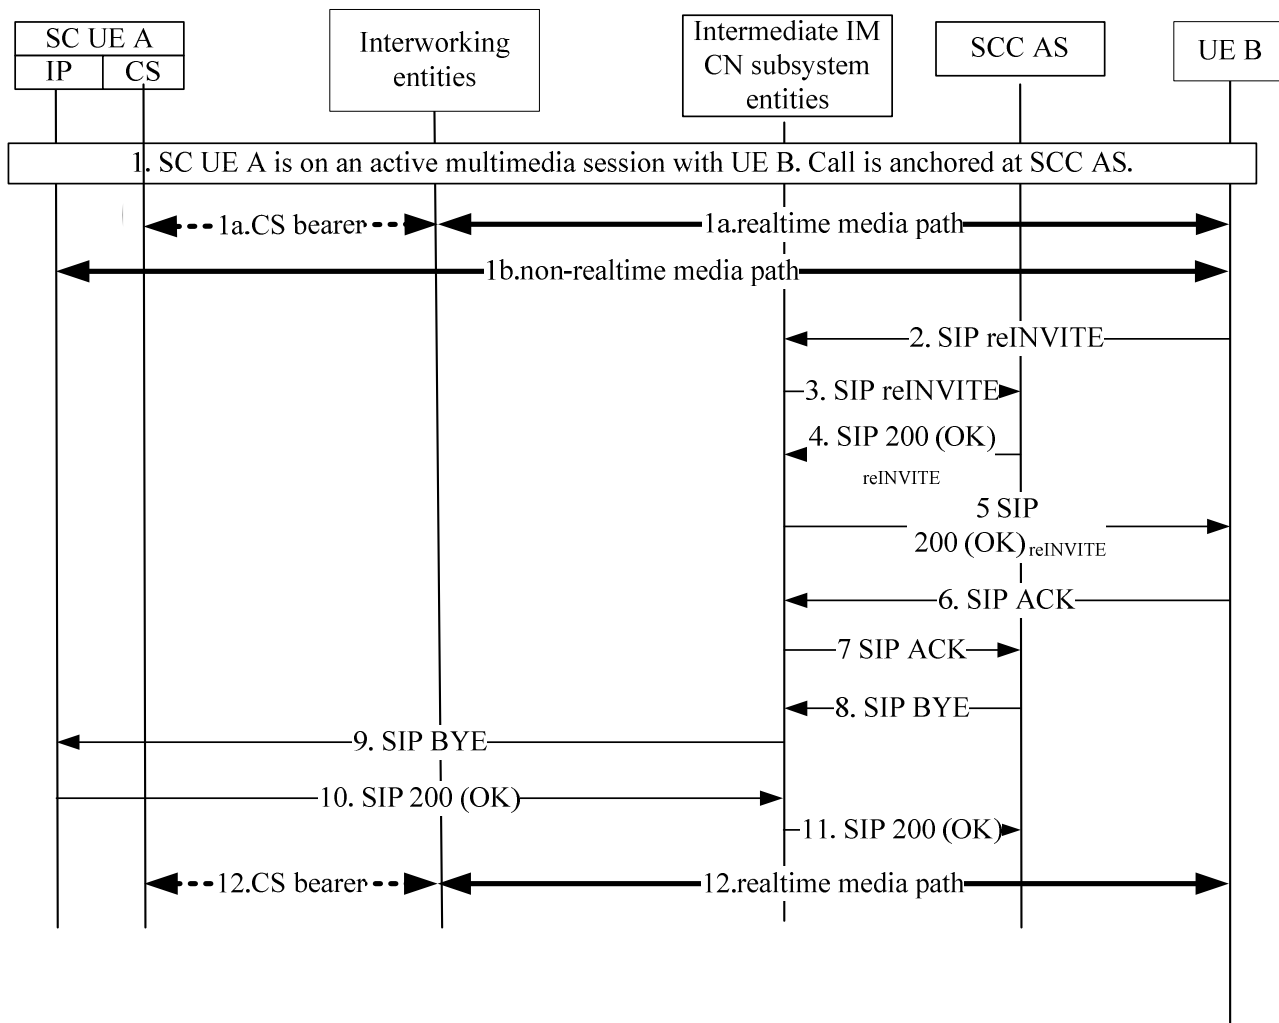 SC UE A
IP
CS
Interworking
entities
Intermediate IM
CN subsystem
entities
SCC AS
UE B
1. SC UE A is on an active multimedia session with UE B. Call is anchored at SCC AS.
1a.CS bearer
1a.realtime media path
1b.non-realtime media path
2. SIP reINVITE
3. SIP reINVITE
4. SIP 200 (OK)
reINVITE
5 SIP
200 (OK) reINVITE
6. SIP ACK
7 SIP ACK
8. SIP BYE
9. SIP BYE
10. SIP 200 (OK)
11. SIP 200 (OK)
12.CS bearer
12.realtime media path